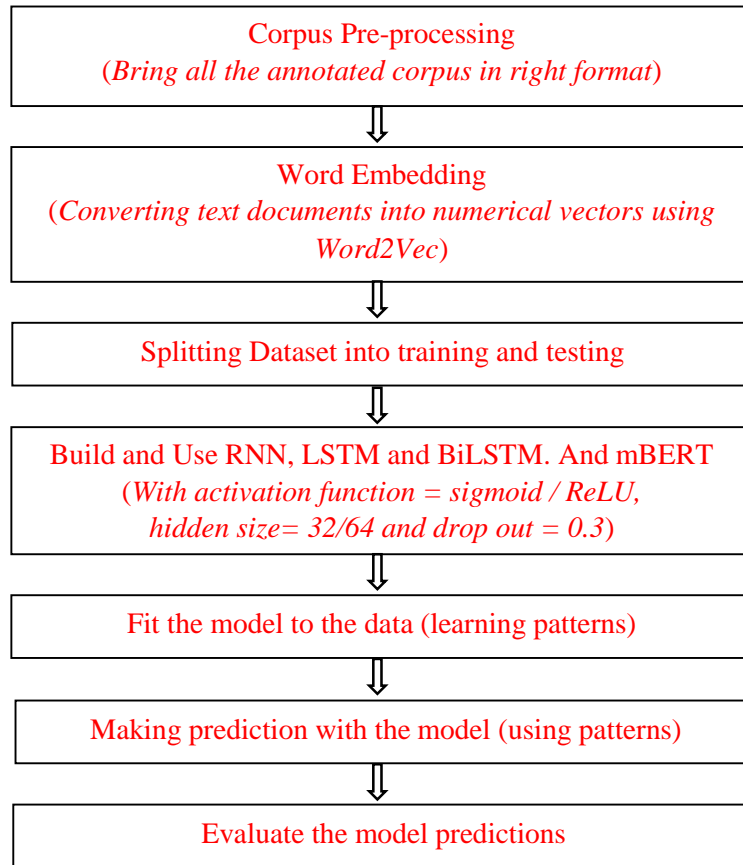 Corpus Pre-processing
(Bring all the annotated corpus in right format)
Word Embedding
(Converting text documents into numerical vectors using
Word2Vec)
Splitting Dataset into training and testing
Build and Use RNN, LSTM and BiLSTM. And mBERT
(With activation function = sigmoid / ReLU,
hidden size= 32/64 and drop out = 0.3)
Fit the model to the data (learning patterns)
Making prediction with the model (using patterns)
Evaluate the model predictions